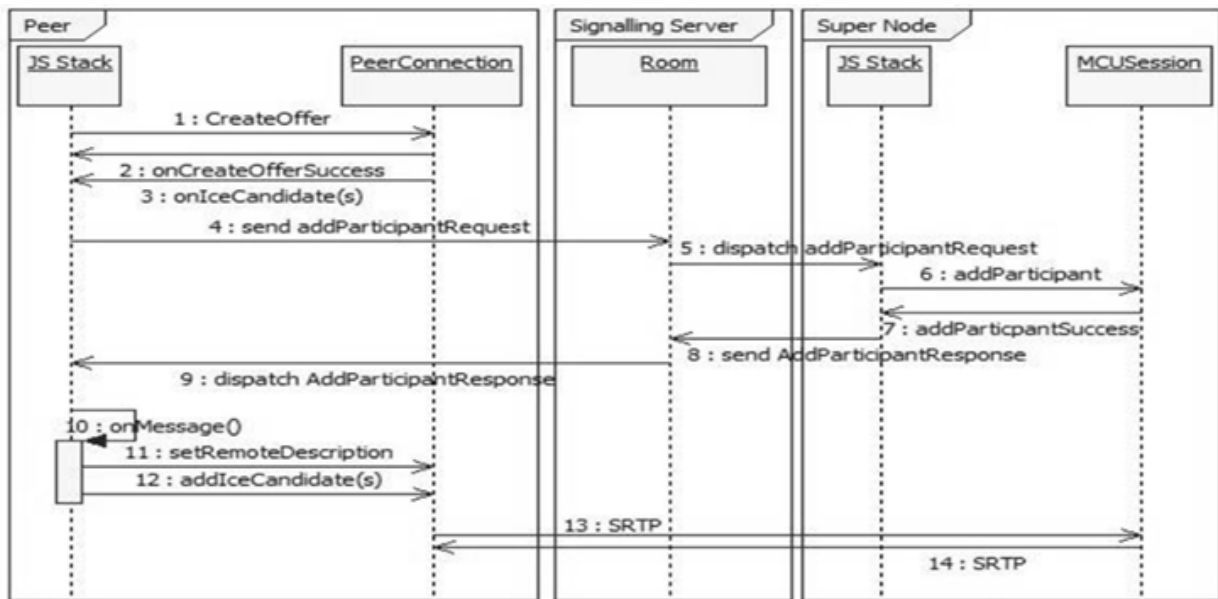 Peer
Signalling Server
Super Node
JS Stack
PeerConnection
Room
JS Stack
MCUSession
1 : CreateOffer
2 : onCreateOfferSuccess
3 : onIceCandidate(s)
4 : send addParticipantRequest
5 : dispatch addParticipantRequest
6 : addParticipant
7 : addParticpantSuccess
8 : send AddParticipantResponse
9 : dispatch AddParticipantResponse
10 : onMessage()
11 : setRemoteDescription
12 : addIceCandidate(s)
13 : SRTP
14 : SRTP